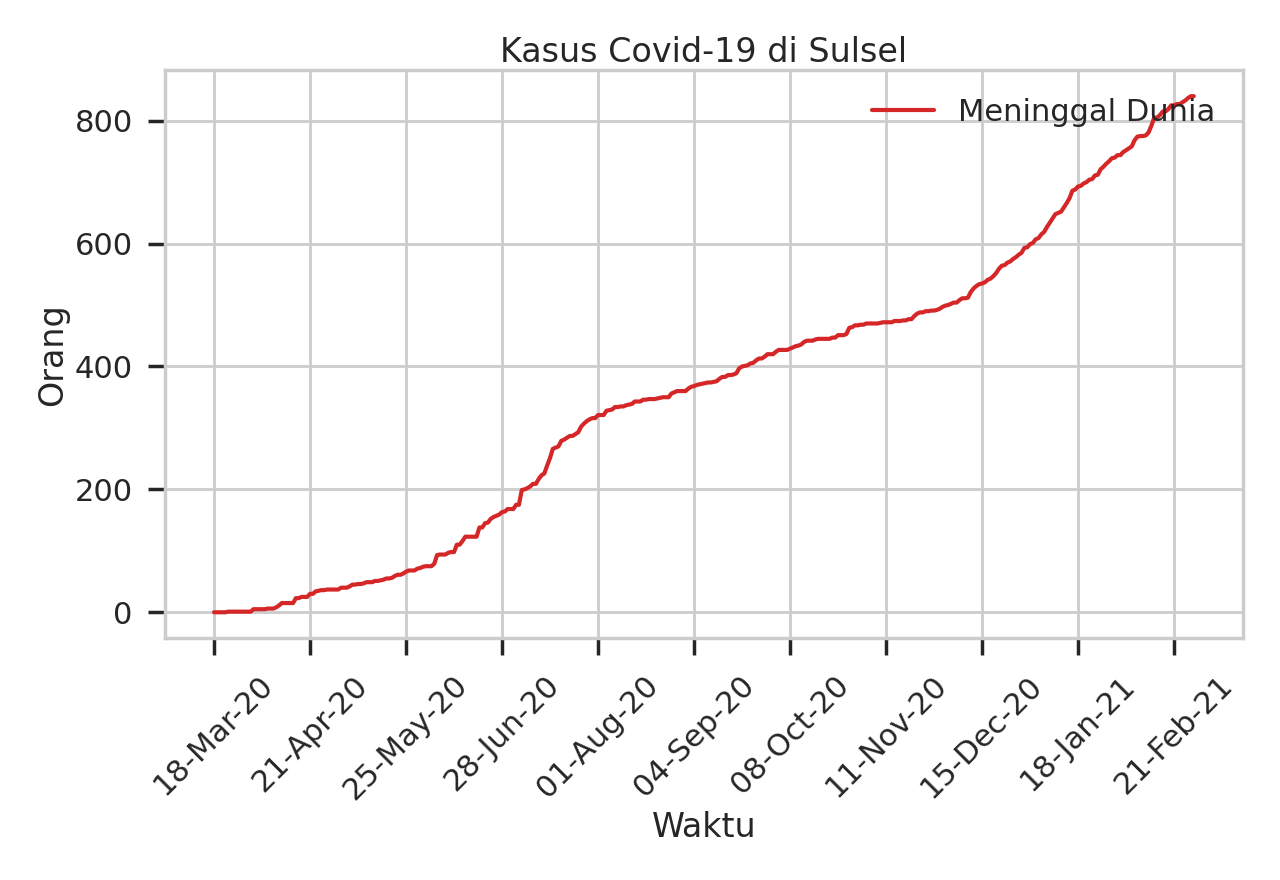 Kasus Covid-19 di Sulsel
Meninggal Dunia
Orang
800
600
400
200
0
18-Mar-20
21-Apr-20
25-May-20
28-Jun-20
01-Aug-20
04-Sep-20
08-Oct-20
11-Nov-20
15-Dec-20
18-Jan-21
21-Feb-21
Waktu